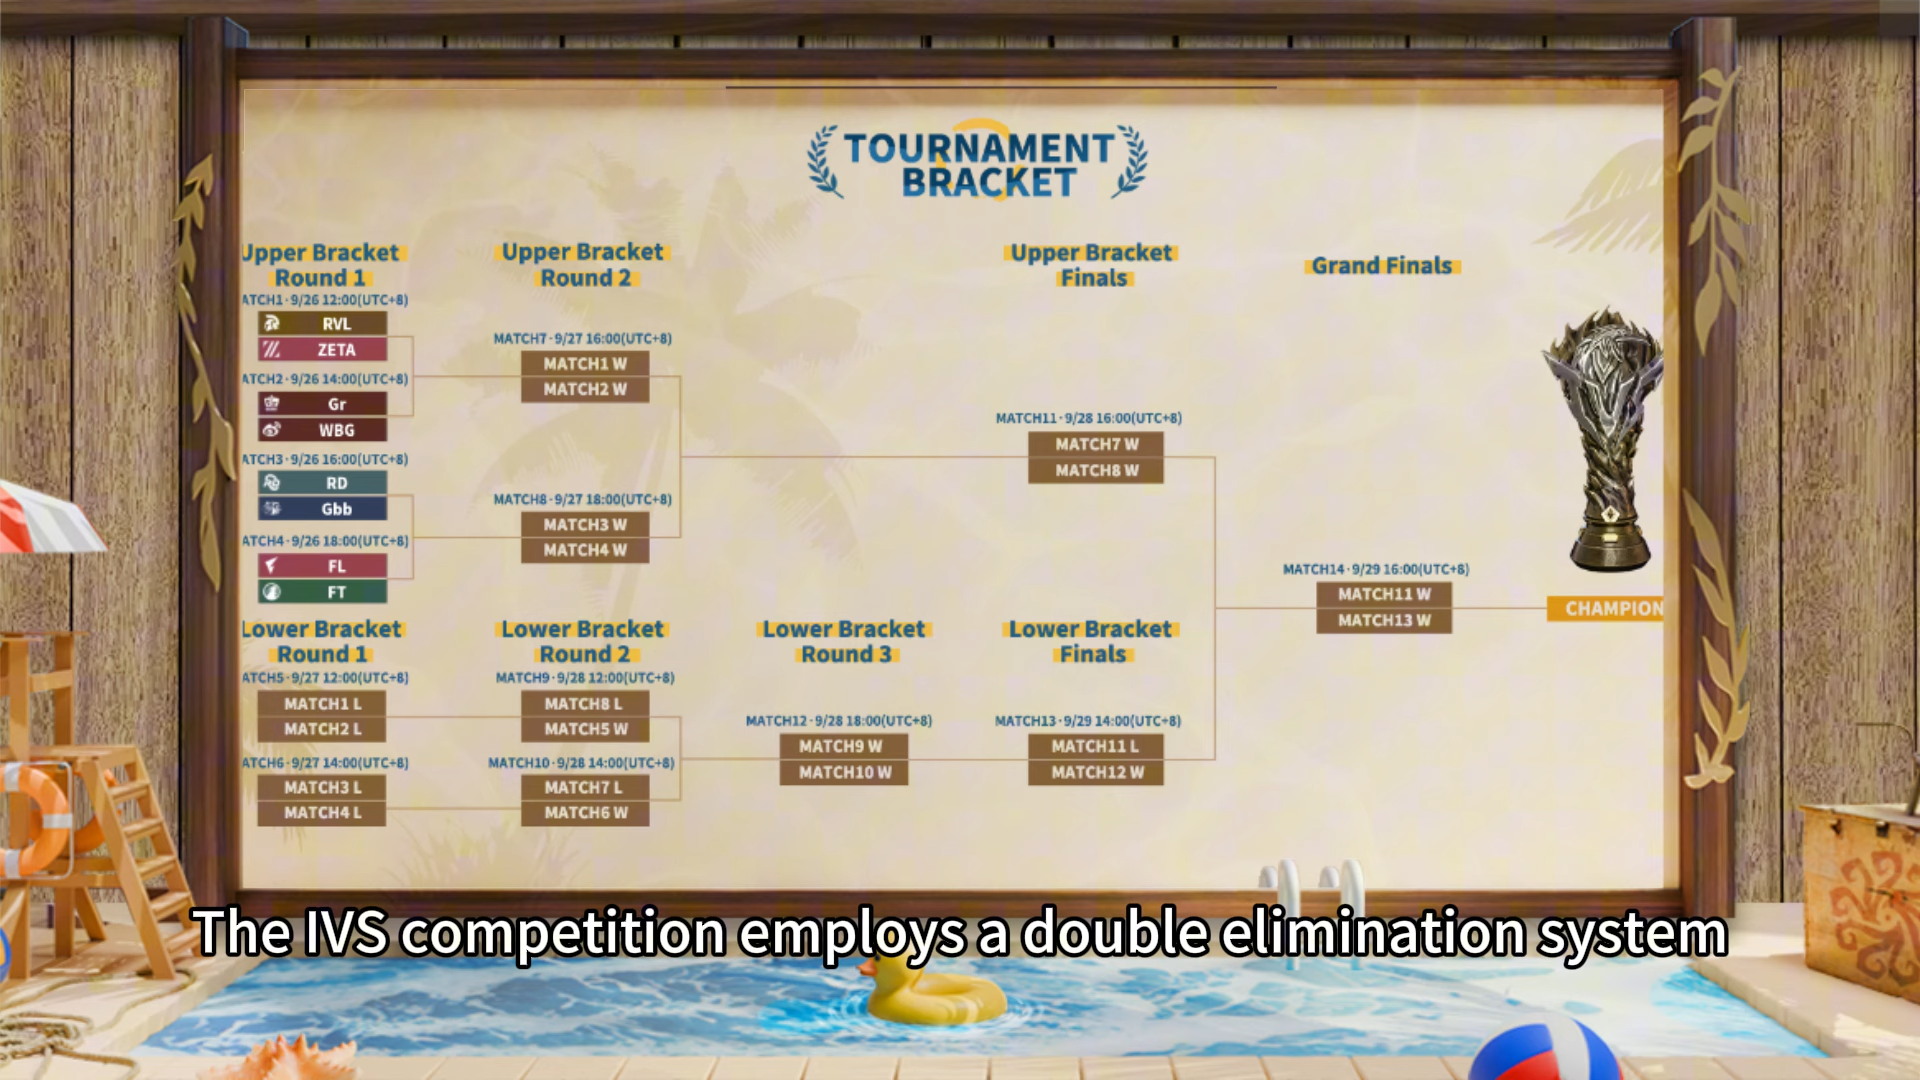 TOURNAMENT
BRACKET
Upper Bracket
Round 1
ATCH1·9/26 12:00(UTC+8)
RVL
ZETA
ATCH2·9/26 14:00(UTC+8)
Gr
WBG
ATCH3·9/26 16:00(UTC+8)
RD
Gbb
ATCH4·9/26 18:00(UTC+8)
FL
FT
Upper Bracket
Round 2
MATCH7·9/27 16:00(UTC+8)
MATCH1 W
MATCH2 W
MATCH8·9/27 18:00(UTC+8)
MATCH3 W
MATCH4 W
Upper Bracket
Finals
MATCH11·9/28 16:00(UTC+8)
MATCH7 W
MATCH8 W
Grand Finals
MATCH14·9/29 16:00(UTC+8)
MATCH11 W
MATCH13 W
CHAMPION
Lower Bracket
Round 1
ATCH5·9/27 12:00(UTC+8)
MATCH1 L
MATCH2 L
ATCH6·9/27 14:00(UTC+8)
MATCH3 L
MATCH4 L
Lower Bracket
Round 2
MATCH9·9/28 12:00(UTC+8)
MATCH8 L
MATCH5 W
MATCH10·9/28 14:00(UTC+8)
MATCH7 L
MATCH6 W
Lower Bracket
Round 3
MATCH12·9/28 18:00(UTC+8)
MATCH9 W
MATCH10 W
Lower Bracket
Finals
MATCH13·9/29 14:00(UTC+8)
MATCH11 L
MATCH12 W
The IVS competition employs a double elimination system